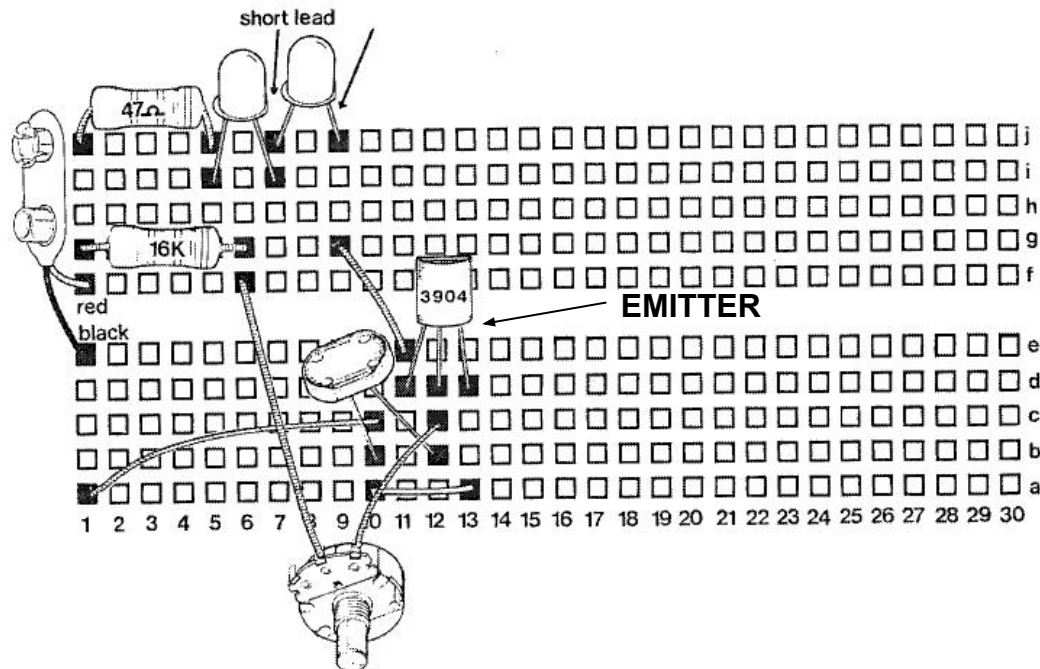 short lead
47Ω
j
i
h
16K
g
f
red
3904
EMITTER
black
e
d
c
b
a
1 2 3 4 5 6 7 8 9 0 11 12 13 14 15 16 17 18 19 20 21 22 23 24 25 26 27 28 29 30